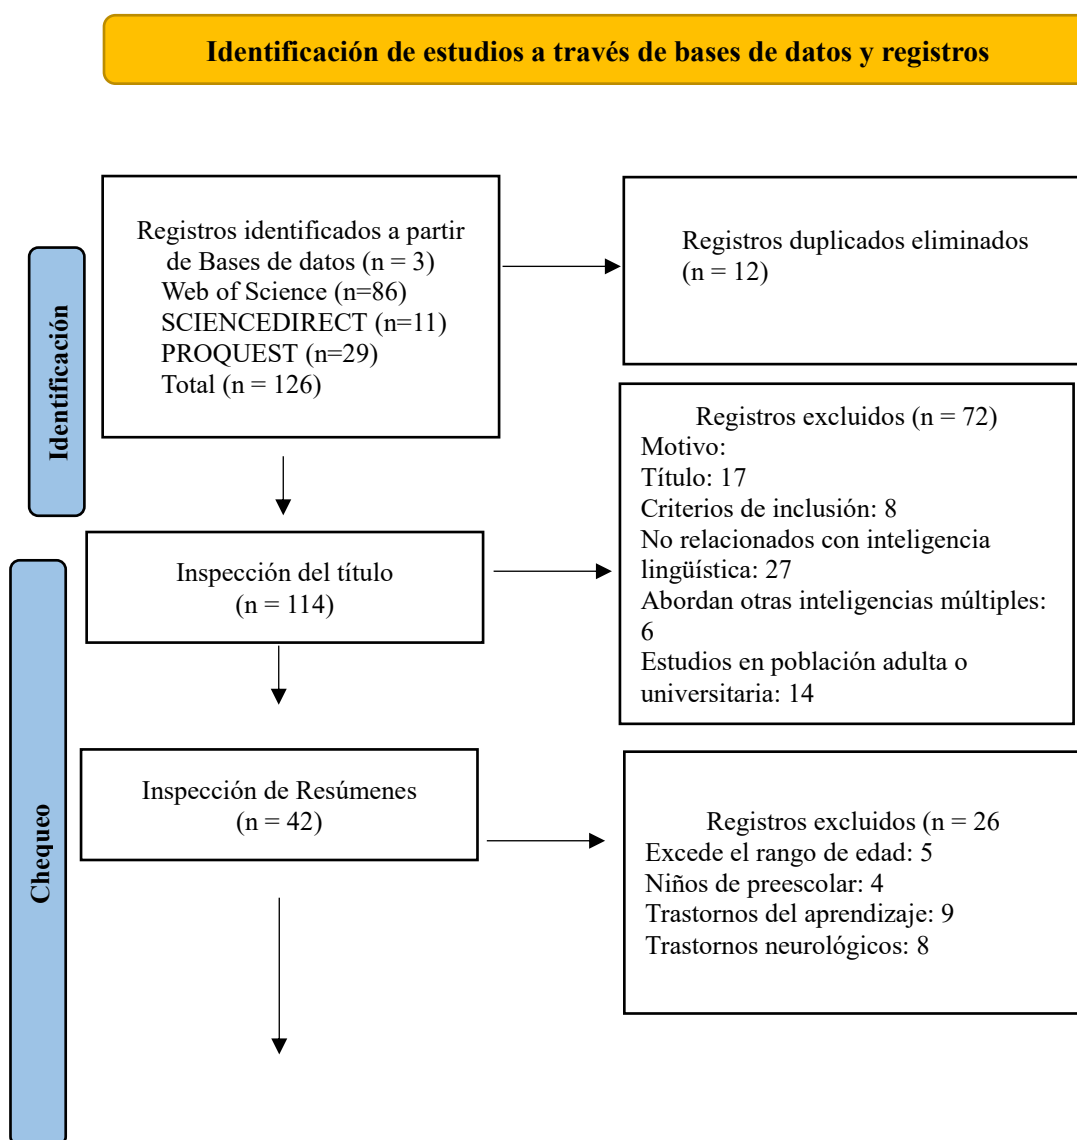 Identificación de estudios a través de bases de datos y registros
Registros identificados a partir
de Bases de datos (n = 3)
Web of Science (n=86)
SCIENCEDIRECT (n=11)
PROQUEST (n=29)
Total (n = 126)
Registros duplicados eliminados
(n = 12)
Identificación
Registros excluidos (n = 72)
Motivo:
Título: 17
Criterios de inclusión: 8
No relacionados con inteligencia
lingüística: 27
Abordan otras inteligencias múltiples:
6
Estudios en población adulta o
universitaria: 14
Inspección del título
(n = 114)
Inspección de Resúmenes
(n = 42)
Registros excluidos (n = 26
Excede el rango de edad: 5
Niños de preescolar: 4
Trastornos del aprendizaje: 9
Trastornos neurológicos: 8
Chequeo